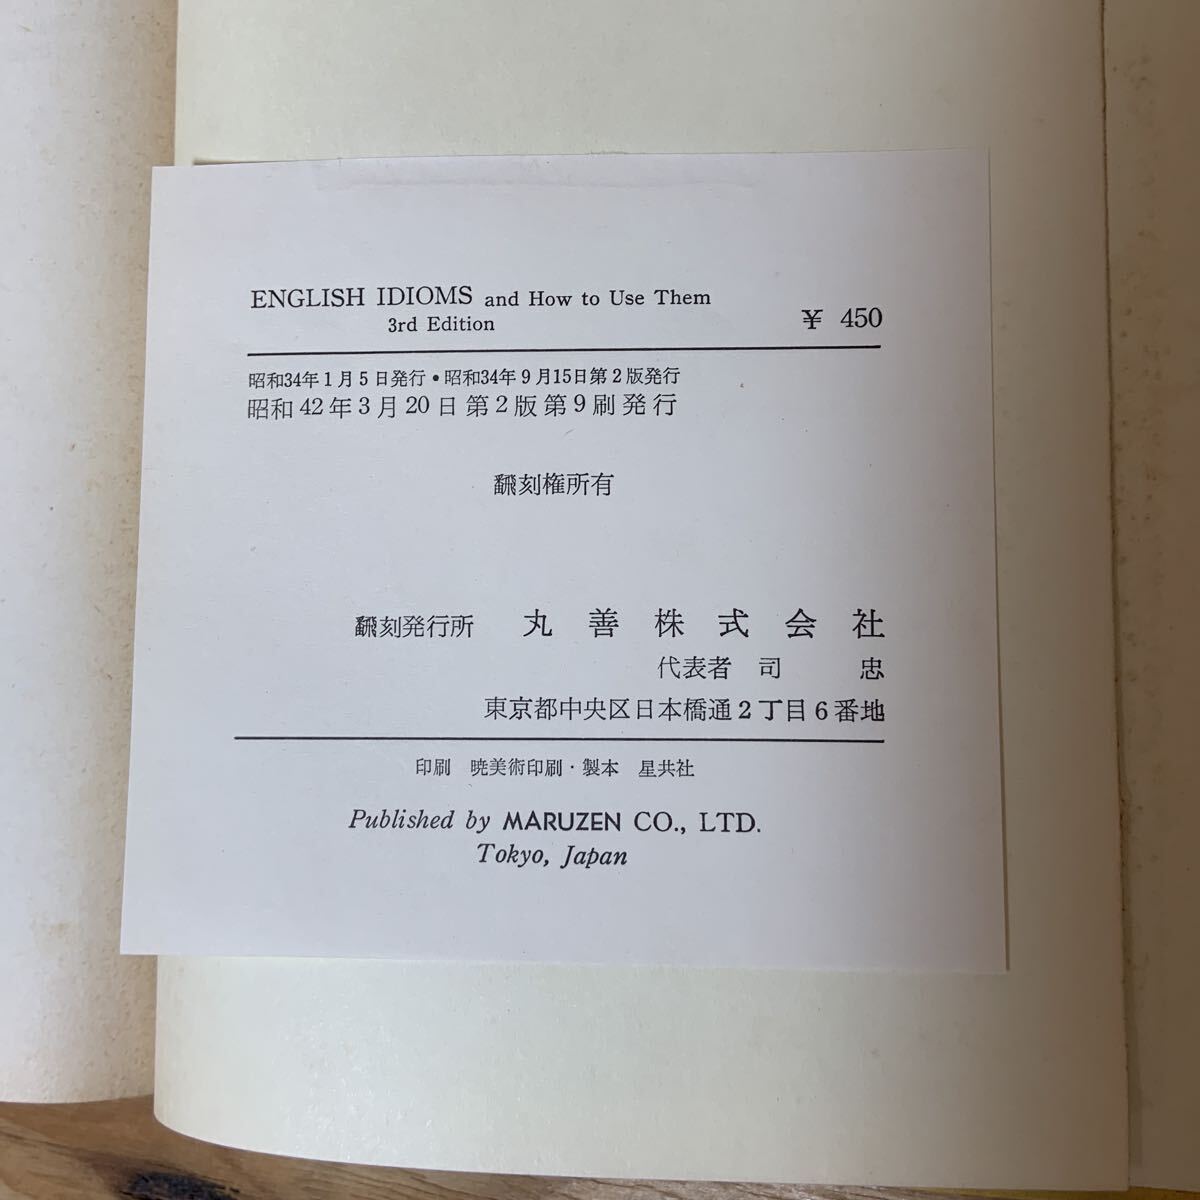 ENGLISH IDIOMS and How to Use Them
3rd Edition
¥ 450
昭和34年1月5日発行・昭和34年9月15日第2版発行
昭和42年3月20日第2版第9刷発行
飜刻権所有
飜刻発行所 丸善株式会社
代表者 司 忠
東京都中央区日本橋通2丁目6番地
印刷 暁美術印刷・製本 星共社
Published by MARUZEN CO., LTD.
Tokyo, Japan